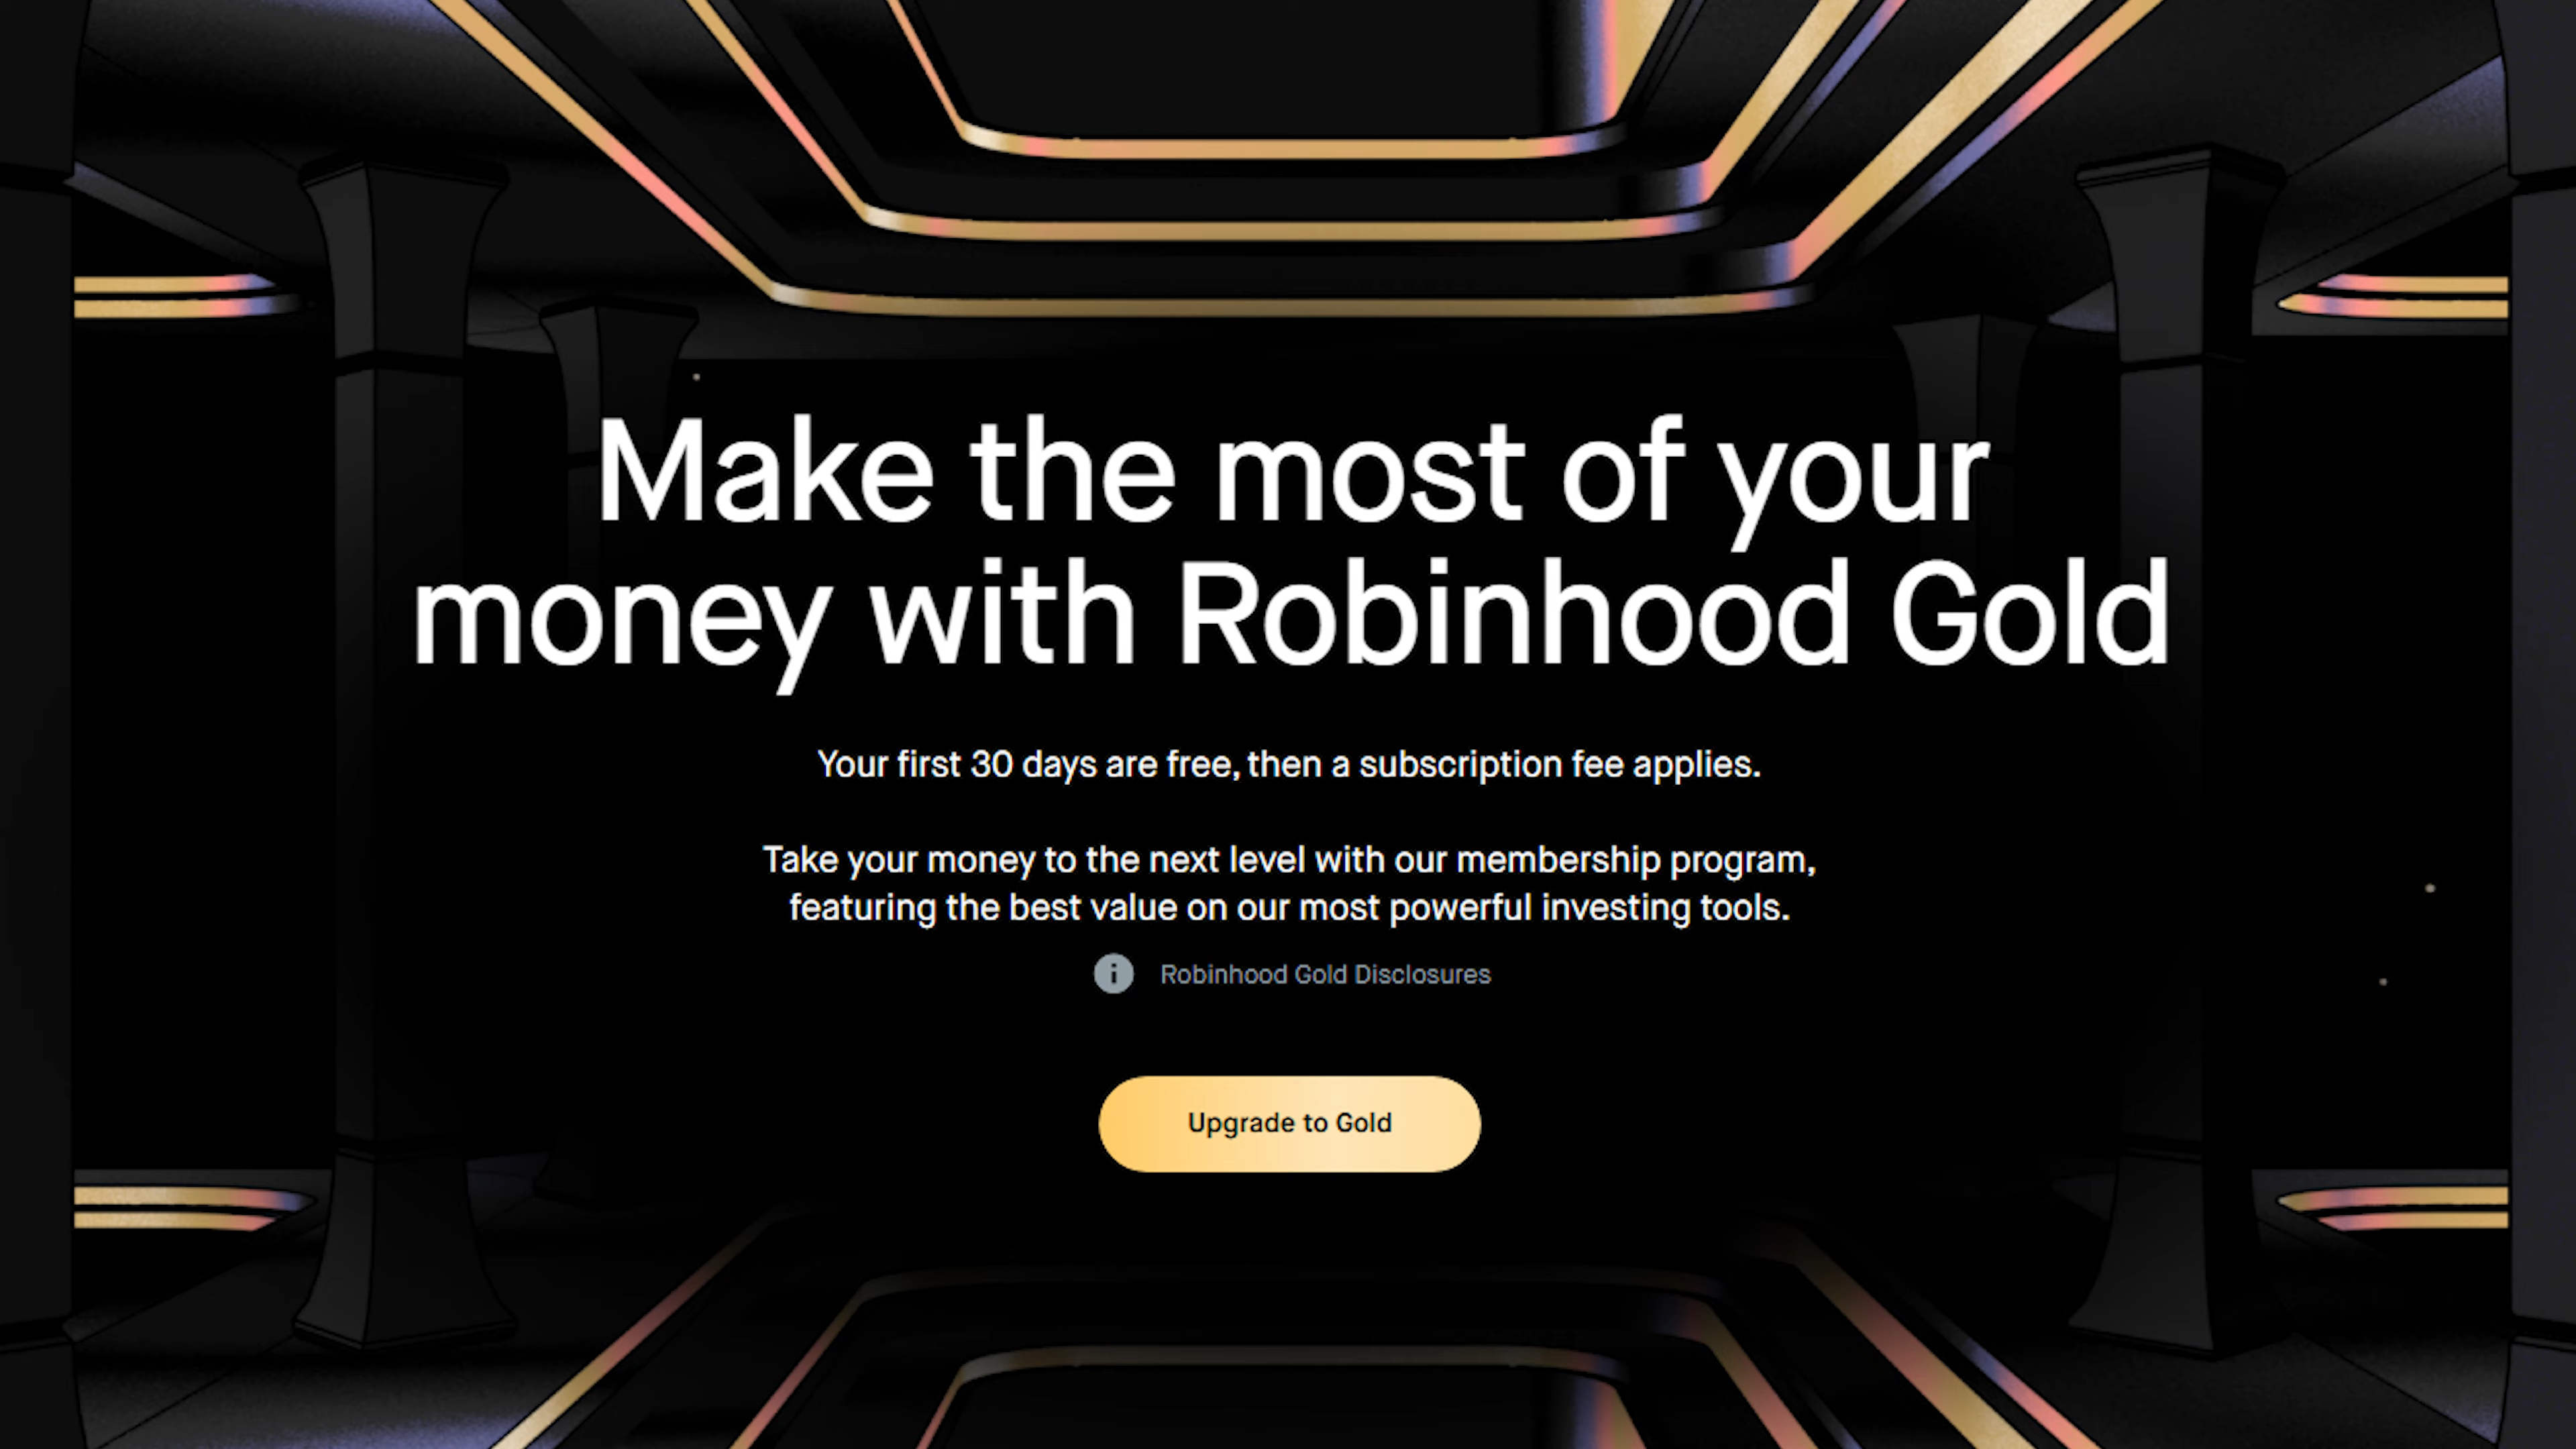 Make the most of your
money with Robinhood Gold
Your first 30 days are free, then a subscription fee applies.
Take your money to the next level with our membership program,
featuring the best value on our most powerful investing tools.
i Robinhood Gold Disclosures
Upgrade to Gold